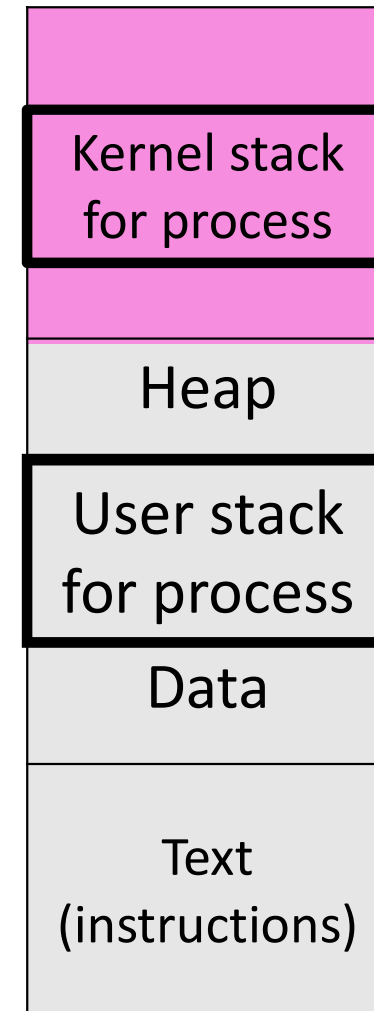 Kernel stack
for process
Heap
User stack
for process
Data
Text
(instructions)